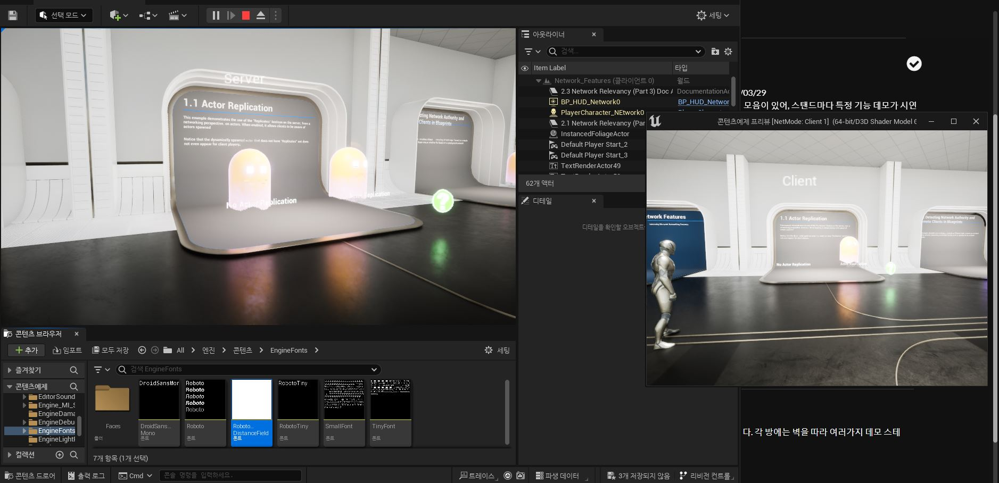 선택 모드
세팅
Server
1.1 Actor Replication
This example demonstrates the use of the "Replicates" boolean on the server, from a
networking perspective, on actors. When enabled, it allows clients to be aware of
actors spawned
Notice that the dynamically spawned actor that does not have "Replicates" set does
not even appear for client players.
No Actor Replication
Actor Replication
cting Network Authority and
Clients in Blueprints
아웃라이너
검색...
Item Label
타입
Network_Features (클라이언트 0)
월드
2.3 Network Relevancy (Part 3) Doc
DocumentationAc
BP_HUD_Network0
BP_HUD_Networ
PlayerCharacter_NEtwork0
2.1 Network Relevancy (Par
InstancedFoliageActor
Default Player Start_2
Default Player Start_3
TextRenderActor49
62개 액터
디테일
디테일을 확인할 오브젝트
/03/29
모음이 있어, 스탠드마다 특정 기능 데모가 시연
콘텐츠예제 프리뷰 [NetMode: Client 1] (64-bit/D3D Shader Model 6
Client
twork Features
1.1 Actor Replication
Detecting Network Authority and
mote Clients in Blueprints
No Actor Replication
Actor Replication
다. 각 방에는 벽을 따라 여러가지 데모 스테
콘텐츠 브라우저
추가
임포트
모두 저장
All
엔진
콘텐츠
EngineFonts
세팅
즐겨찾기
검색 EngineFonts
콘텐츠예제
EditorSound
Engine_MI_S
EngineDama
EngineDebu
EngineFonts
EngineLightI
컬렉션
Faces
폴더
DroidSansMon
DroidSans...
Mono
폰트
Roboto
Roboto
Roboto
Roboto
Roboto
Roboto
폰트
Roboto...
DistanceField
폰트
RobotoTiny
RobotoTiny
폰트
SmallFont
폰트
TinyFont
폰트
7개 항목 (1개 선택)
콘텐츠 드로어
출력 로그
Cmd
콘솔 명령을 입력하세요.
트레이스
파생 데이터
3개 저장되지 않음
리비전 컨트롤